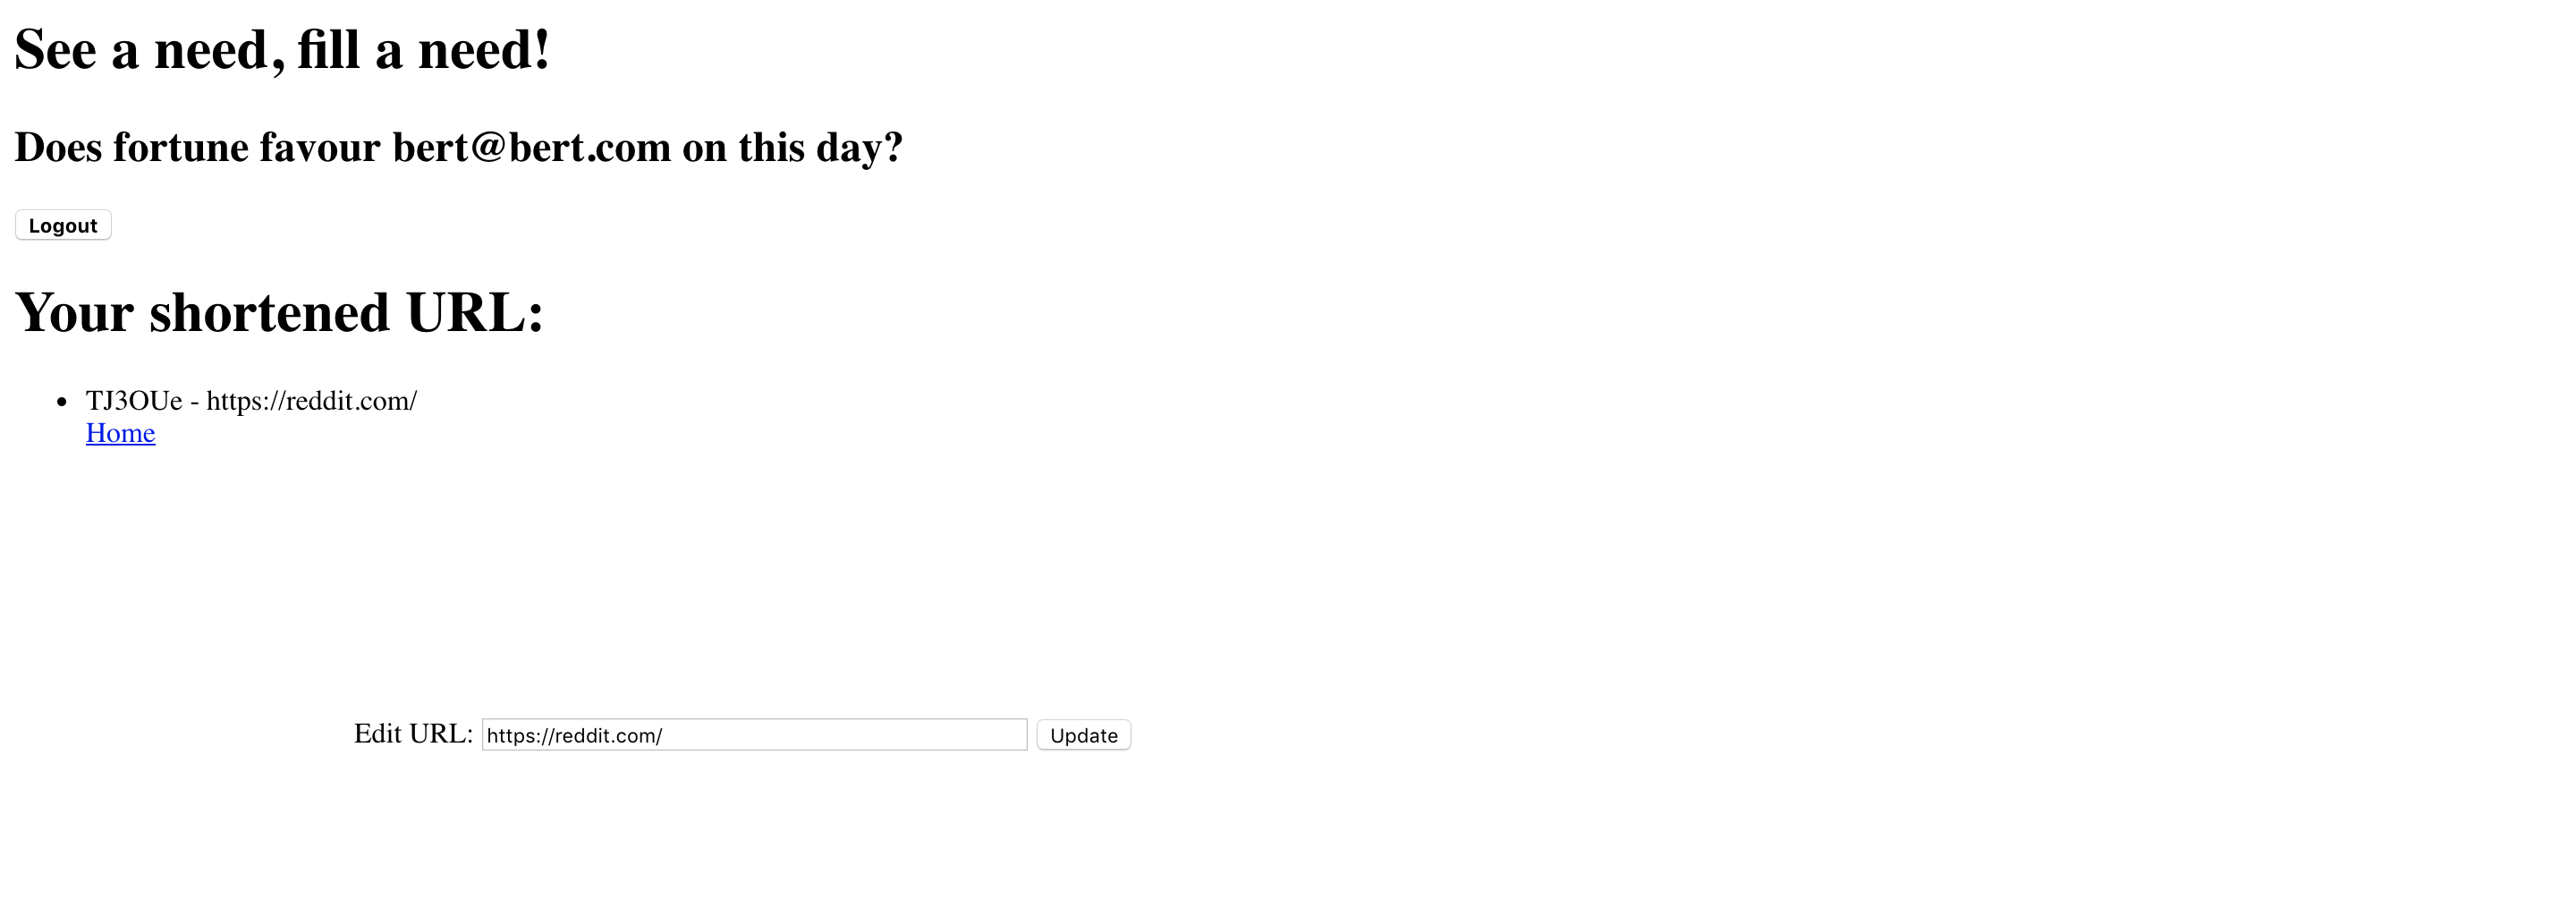 See a need, fill a need!
Does fortune favour bert@bert.com on this day?
Logout
Your shortened URL:
TJ3OUe - https://reddit.com/
Home
Edit URL: https://reddit.com/ Update